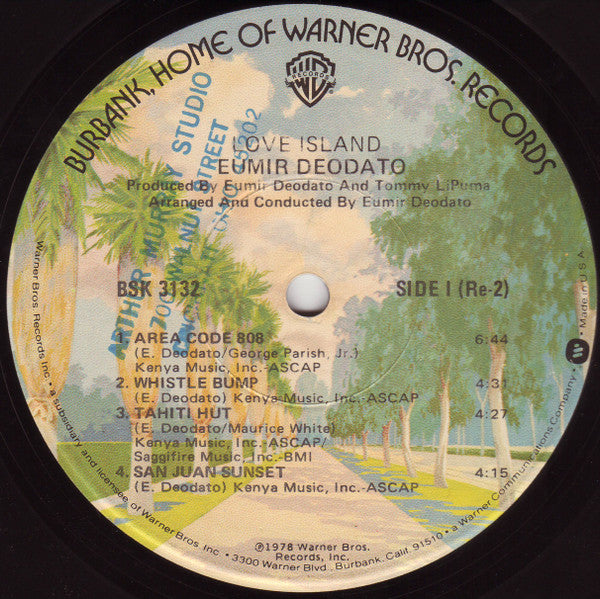 BURBANK, HOME OF WARNER BROS. RECORDS
WB
RECORDS
LOVE ISLAND
EUMIR DEODATO
Produced By Eumir Deodato And Tommy LiPuma
Arranged And Conducted By Eumir Deodato
BSK 3132
SIDE I (Re-2)
1. AREA CODE 808 6:44
(E. Deodato/George Parish, Jr.)
Kenya Music, Inc.-ASCAP
2. WHISTLE BUMP 4:31
(E. Deodato) Kenya Music, Inc.-ASCAP
3. TAHITI HUT 4:27
(E. Deodato/Maurice White)
Kenya Music, Inc.-ASCAP/
Saggifire Music, Inc.-BMI
4. SAN JUAN SUNSET 4:15
(E. Deodato) Kenya Music, Inc.-ASCAP
℗1978 Warner Bros.
Records, Inc.
Warner Bros. Records Inc. • a subsidiary and licensee of Warner Bros. Inc. • 3300 Warner Blvd., Burbank, Calif. 91510 • a Warner Communications Company • Made in U.S.A.
ARTHUR MURRAY STUDIO
700 WALNUT STREET
45202